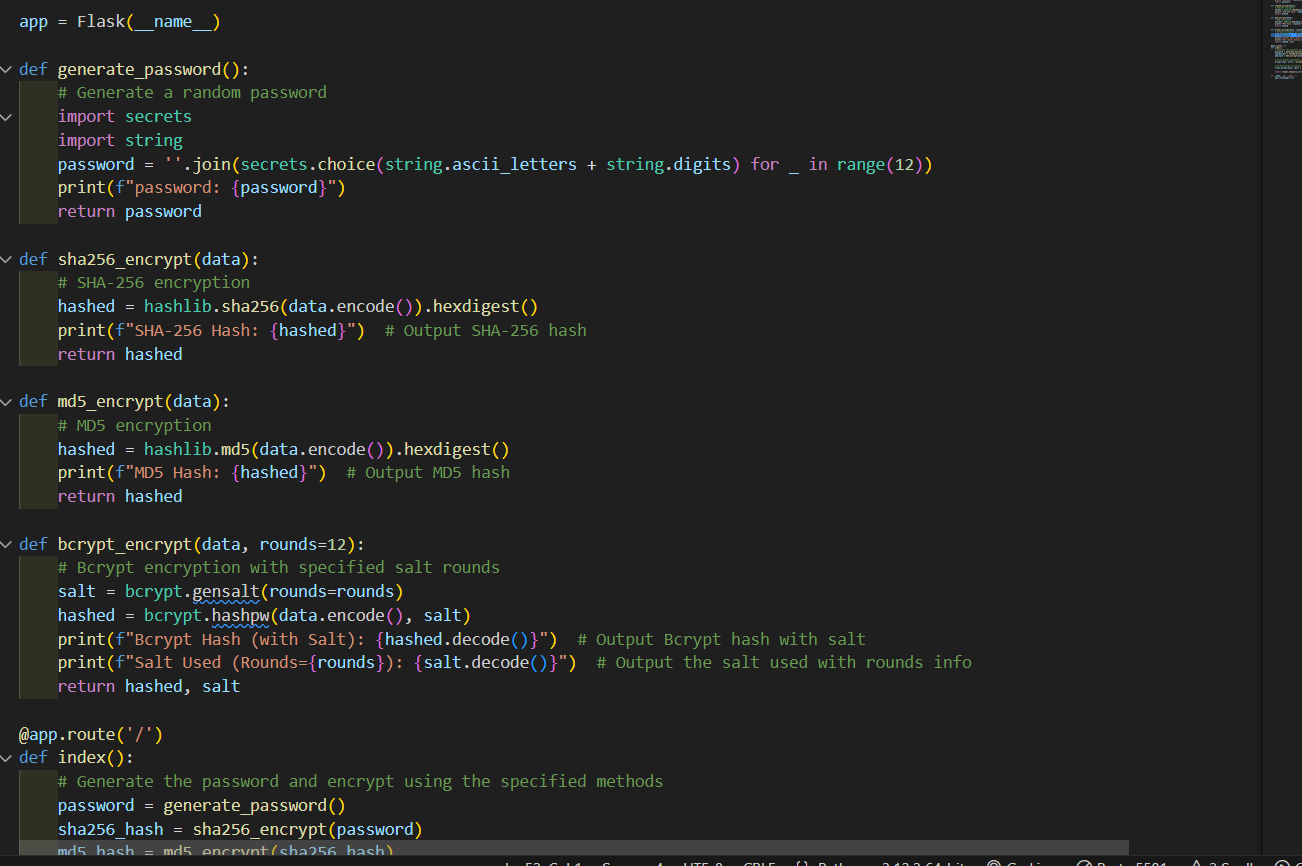 app = Flask(__name__)
def generate_password():
# Generate a random password
import secrets
import string
password = ''.join(secrets.choice(string.ascii_letters + string.digits) for _ in range(12))
print(f"password: {password}")
return password
def sha256_encrypt(data):
# SHA-256 encryption
hashed = hashlib.sha256(data.encode()).hexdigest()
print(f"SHA-256 Hash: {hashed}")  # Output SHA-256 hash
return hashed
def md5_encrypt(data):
# MD5 encryption
hashed = hashlib.md5(data.encode()).hexdigest()
print(f"MD5 Hash: {hashed}")  # Output MD5 hash
return hashed
def bcrypt_encrypt(data, rounds=12):
# Bcrypt encryption with specified salt rounds
salt = bcrypt.gensalt(rounds=rounds)
hashed = bcrypt.hashpw(data.encode(), salt)
print(f"Bcrypt Hash (with Salt): {hashed.decode()}")  # Output Bcrypt hash with salt
print(f"Salt Used (Rounds={rounds}): {salt.decode()}")  # Output the salt used with rounds info
return hashed, salt
@app.route('/')
def index():
# Generate the password and encrypt using the specified methods
password = generate_password()
sha256_hash = sha256_encrypt(password)
md5_hash = md5_encrypt(sha256_hash)